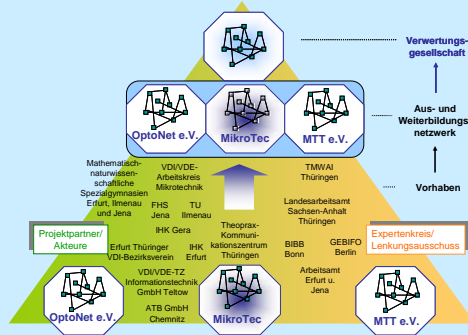 Verwertungs-
gesellschaft
OptoNet e.V.
MikroTec
MTT e.V.
Aus- und
Weiterbildungs
netzwerk
Mathematisch-
naturwissen-
schaftliche
Spezialgymnasien
Erfurt, Ilmenau
und Jena
VDI/VDE-
Arbeitskreis
Mikrotechnik
TMWAI
Thüringen
Vorhaben
FHS
Jena
TU
Ilmenau
Landesarbeitsamt
Sachsen-Anhalt
Thüringen
IHK Gera
Projektpartner/
Akteure
Theoprax-
Kommu-
nikationszentrum
Thüringen
Expertenkreis/
Lenkungsausschuss
Erfurt Thüringer
VDI-Bezirksverein
IHK
Erfurt
BIBB
Bonn
GEBIFO
Berlin
VDI/VDE-TZ
Informationstechnik
GmbH Teltow
Arbeitsamt
Erfurt u.
Jena
ATB GmbH
Chemnitz
OptoNet e.V.
MikroTec
MTT e.V.